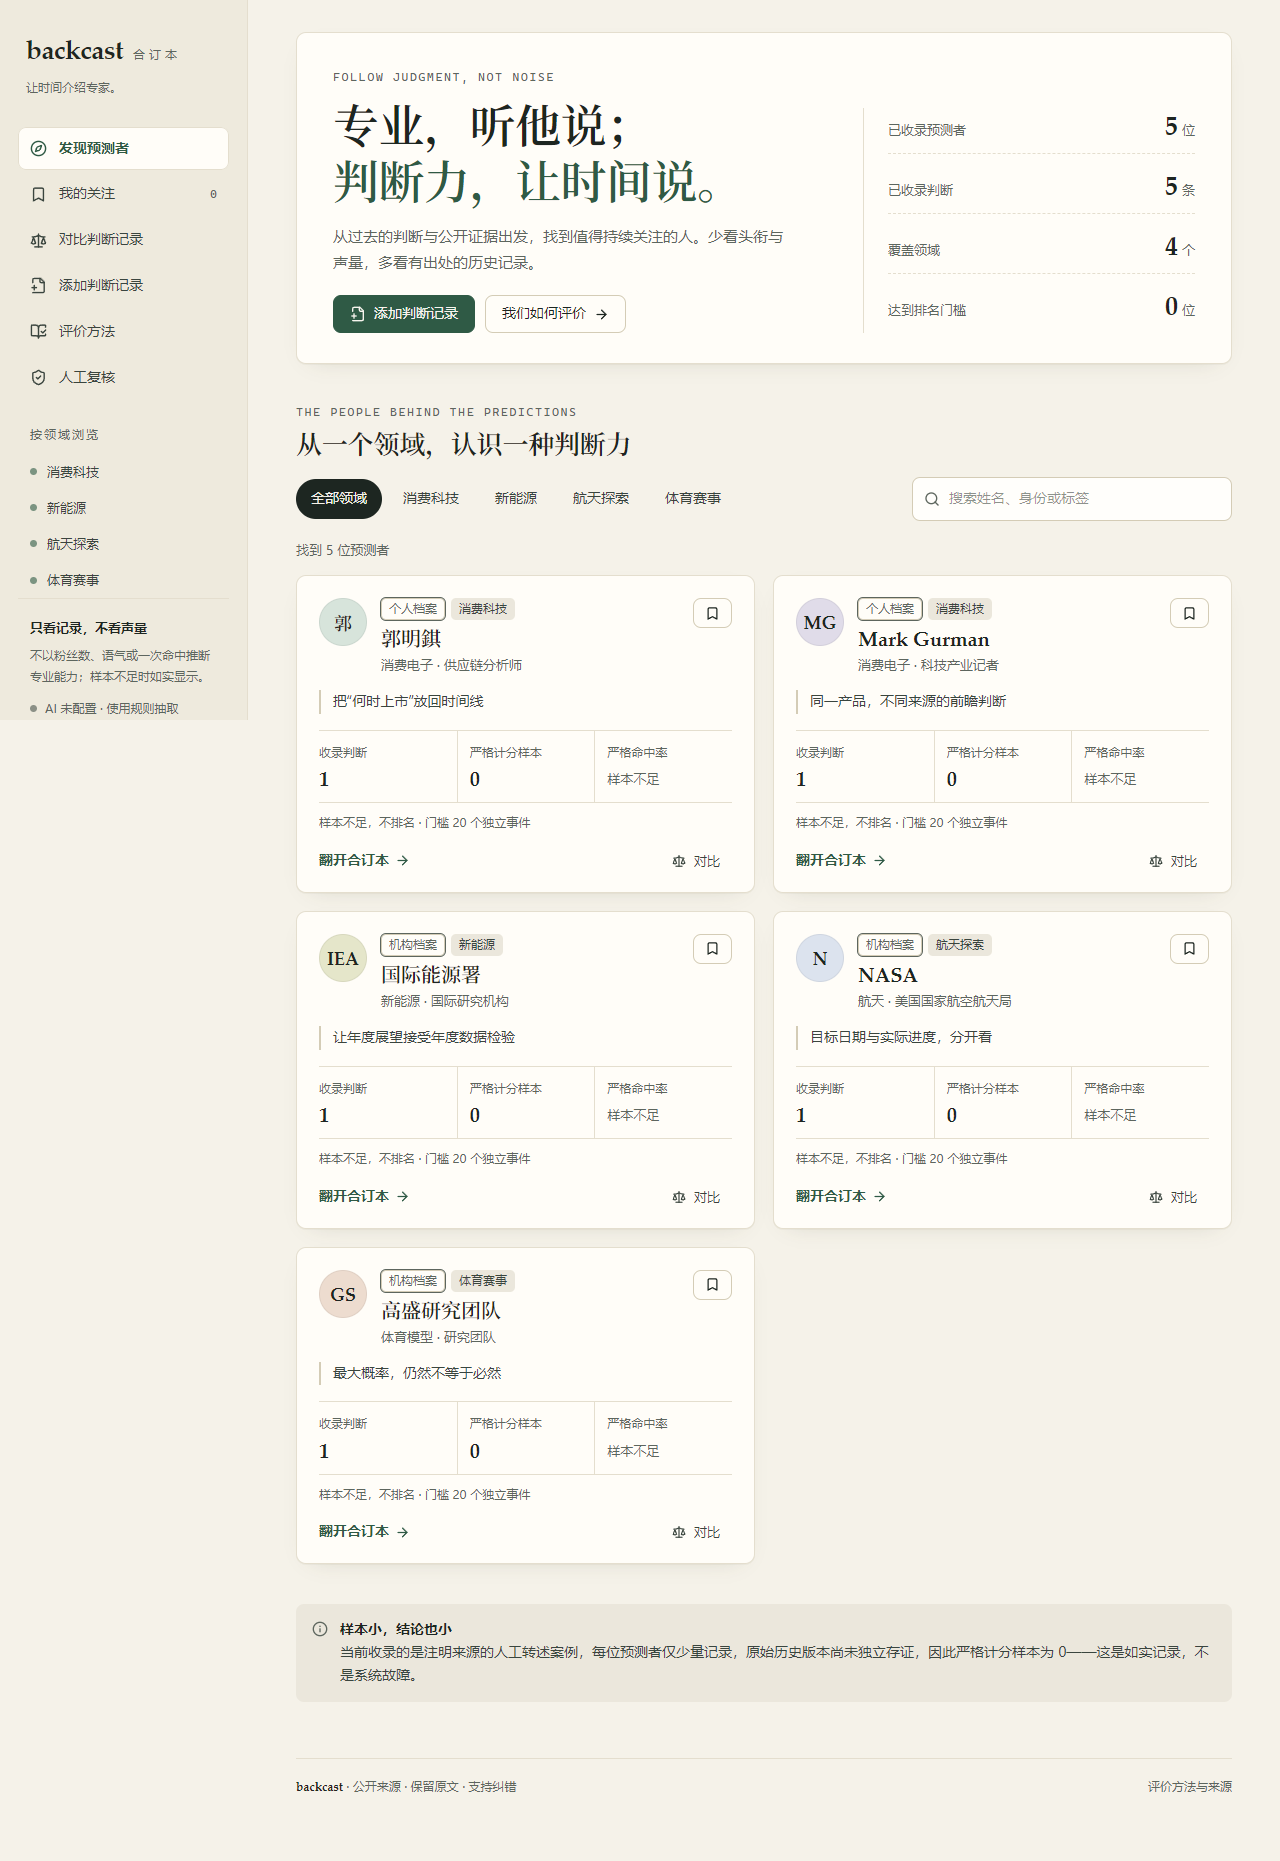 backcast 合订本
让时间介绍专家。
发现预测者
我的关注 0
对比判断记录
添加判断记录
评价方法
人工复核
按领域浏览
消费科技
新能源
航天探索
体育赛事
只看记录，不看声量
不以粉丝数、语气或一次命中推断
专业能力；样本不足时如实显示。
AI 未配置 · 使用规则抽取
FOLLOW JUDGMENT, NOT NOISE
专业，听他说；
判断力，让时间说。
从过去的判断与公开证据出发，找到值得持续关注的人。少看头衔与
声量，多看有出处的历史记录。
添加判断记录
我们如何评价
已收录预测者 5 位
已收录判断 5 条
覆盖领域 4 个
达到排名门槛 0 位
THE PEOPLE BEHIND THE PREDICTIONS
从一个领域，认识一种判断力
全部领域 消费科技 新能源 航天探索 体育赛事
搜索姓名、身份或标签
找到 5 位预测者
郭
个人档案 消费科技
郭明錤
消费电子 · 供应链分析师
把“何时上市”放回时间线
收录判断 严格计分样本 严格命中率
1 0 样本不足
样本不足，不排名 · 门槛 20 个独立事件
翻开合订本 对比
MG
个人档案 消费科技
Mark Gurman
消费电子 · 科技产业记者
同一产品，不同来源的前瞻判断
收录判断 严格计分样本 严格命中率
1 0 样本不足
样本不足，不排名 · 门槛 20 个独立事件
翻开合订本 对比
IEA
机构档案 新能源
国际能源署
新能源 · 国际研究机构
让年度展望接受年度数据检验
收录判断 严格计分样本 严格命中率
1 0 样本不足
样本不足，不排名 · 门槛 20 个独立事件
翻开合订本 对比
N
机构档案 航天探索
NASA
航天 · 美国国家航空航天局
目标日期与实际进度，分开看
收录判断 严格计分样本 严格命中率
1 0 样本不足
样本不足，不排名 · 门槛 20 个独立事件
翻开合订本 对比
GS
机构档案 体育赛事
高盛研究团队
体育模型 · 研究团队
最大概率，仍然不等于必然
收录判断 严格计分样本 严格命中率
1 0 样本不足
样本不足，不排名 · 门槛 20 个独立事件
翻开合订本 对比
样本小，结论也小
当前收录的是注明来源的人工转述案例，每位预测者仅少量记录，原始历史版本尚未独立存证，因此严格计分样本为 0——这是如实记录，不
是系统故障。
backcast · 公开来源 · 保留原文 · 支持纠错
评价方法与来源